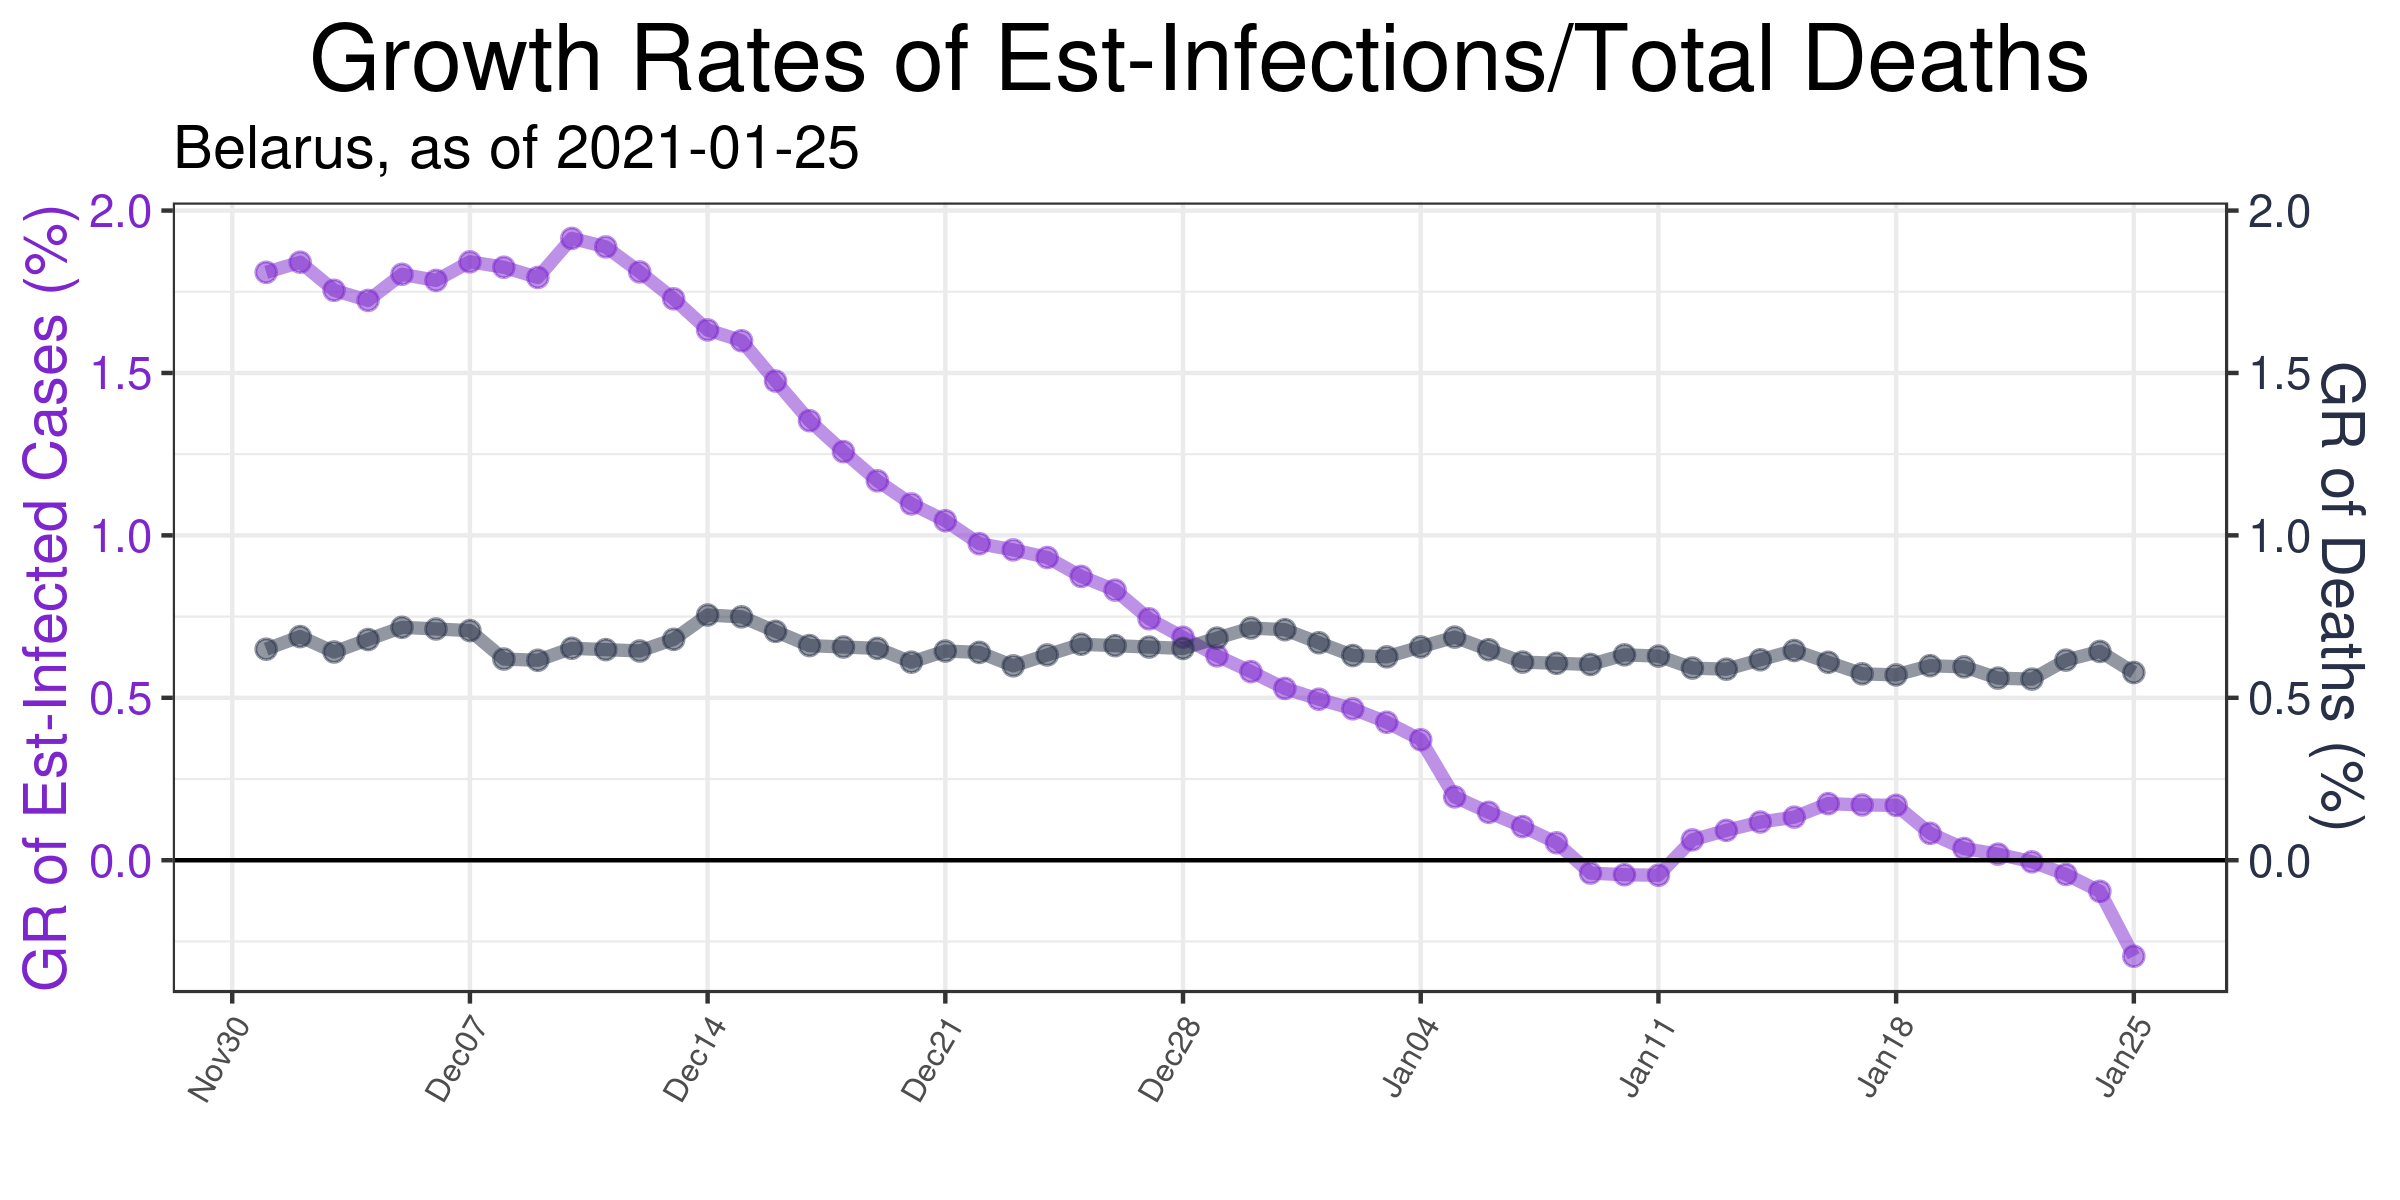 Growth Rates of Est-Infections/Total Deaths
Belarus, as of 2021-01-25
GR of Est-Infected Cases (%)
2.0
1.5
1.0
0.5
0.0
2.0
1.5
1.0
0.5
0.0
GR of Deaths (%)
Nov30
Dec07
Dec14
Dec21
Dec28
Jan04
Jan11
Jan18
Jan25